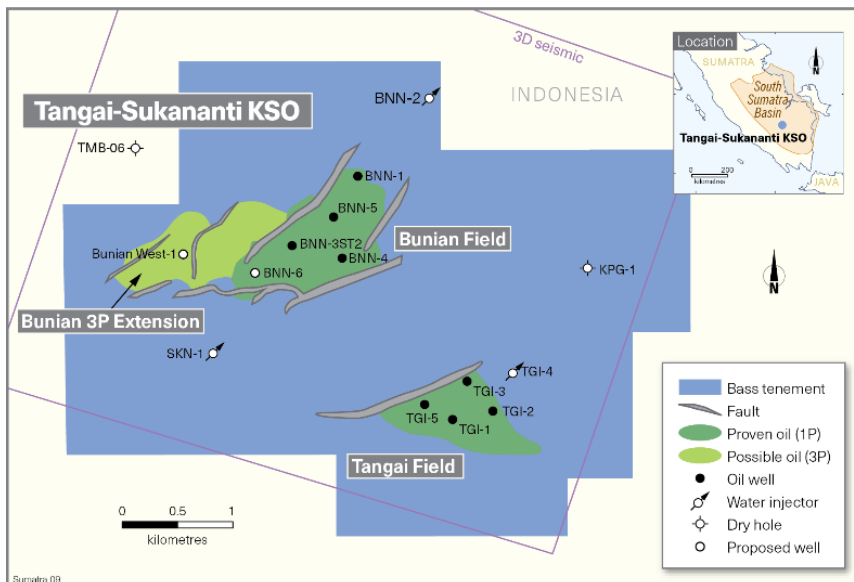 3D seismic
Location
SUMATRA
N
South
Sumatra
Basin
Tangai-Sukananti KSO
0 200
kilometres
JAVA
BNN-2
INDONESIA
Tangai-Sukananti KSO
TMB-06
BNN-1
BNN-5
Bunian Field
BNN-3ST2
Bunian West-1
BNN-4
BNN-6
KPG-1
N
Bunian 3P Extension
SKN-1
TGI-4
TGI-3
TGI-5
TGI-2
TGI-1
Tangai Field
0 0.5 1
kilometres
Bass tenement
Fault
Proven oil (1P)
Possible oil (3P)
Oil well
Water injector
Dry hole
Proposed well
Sumatra 09